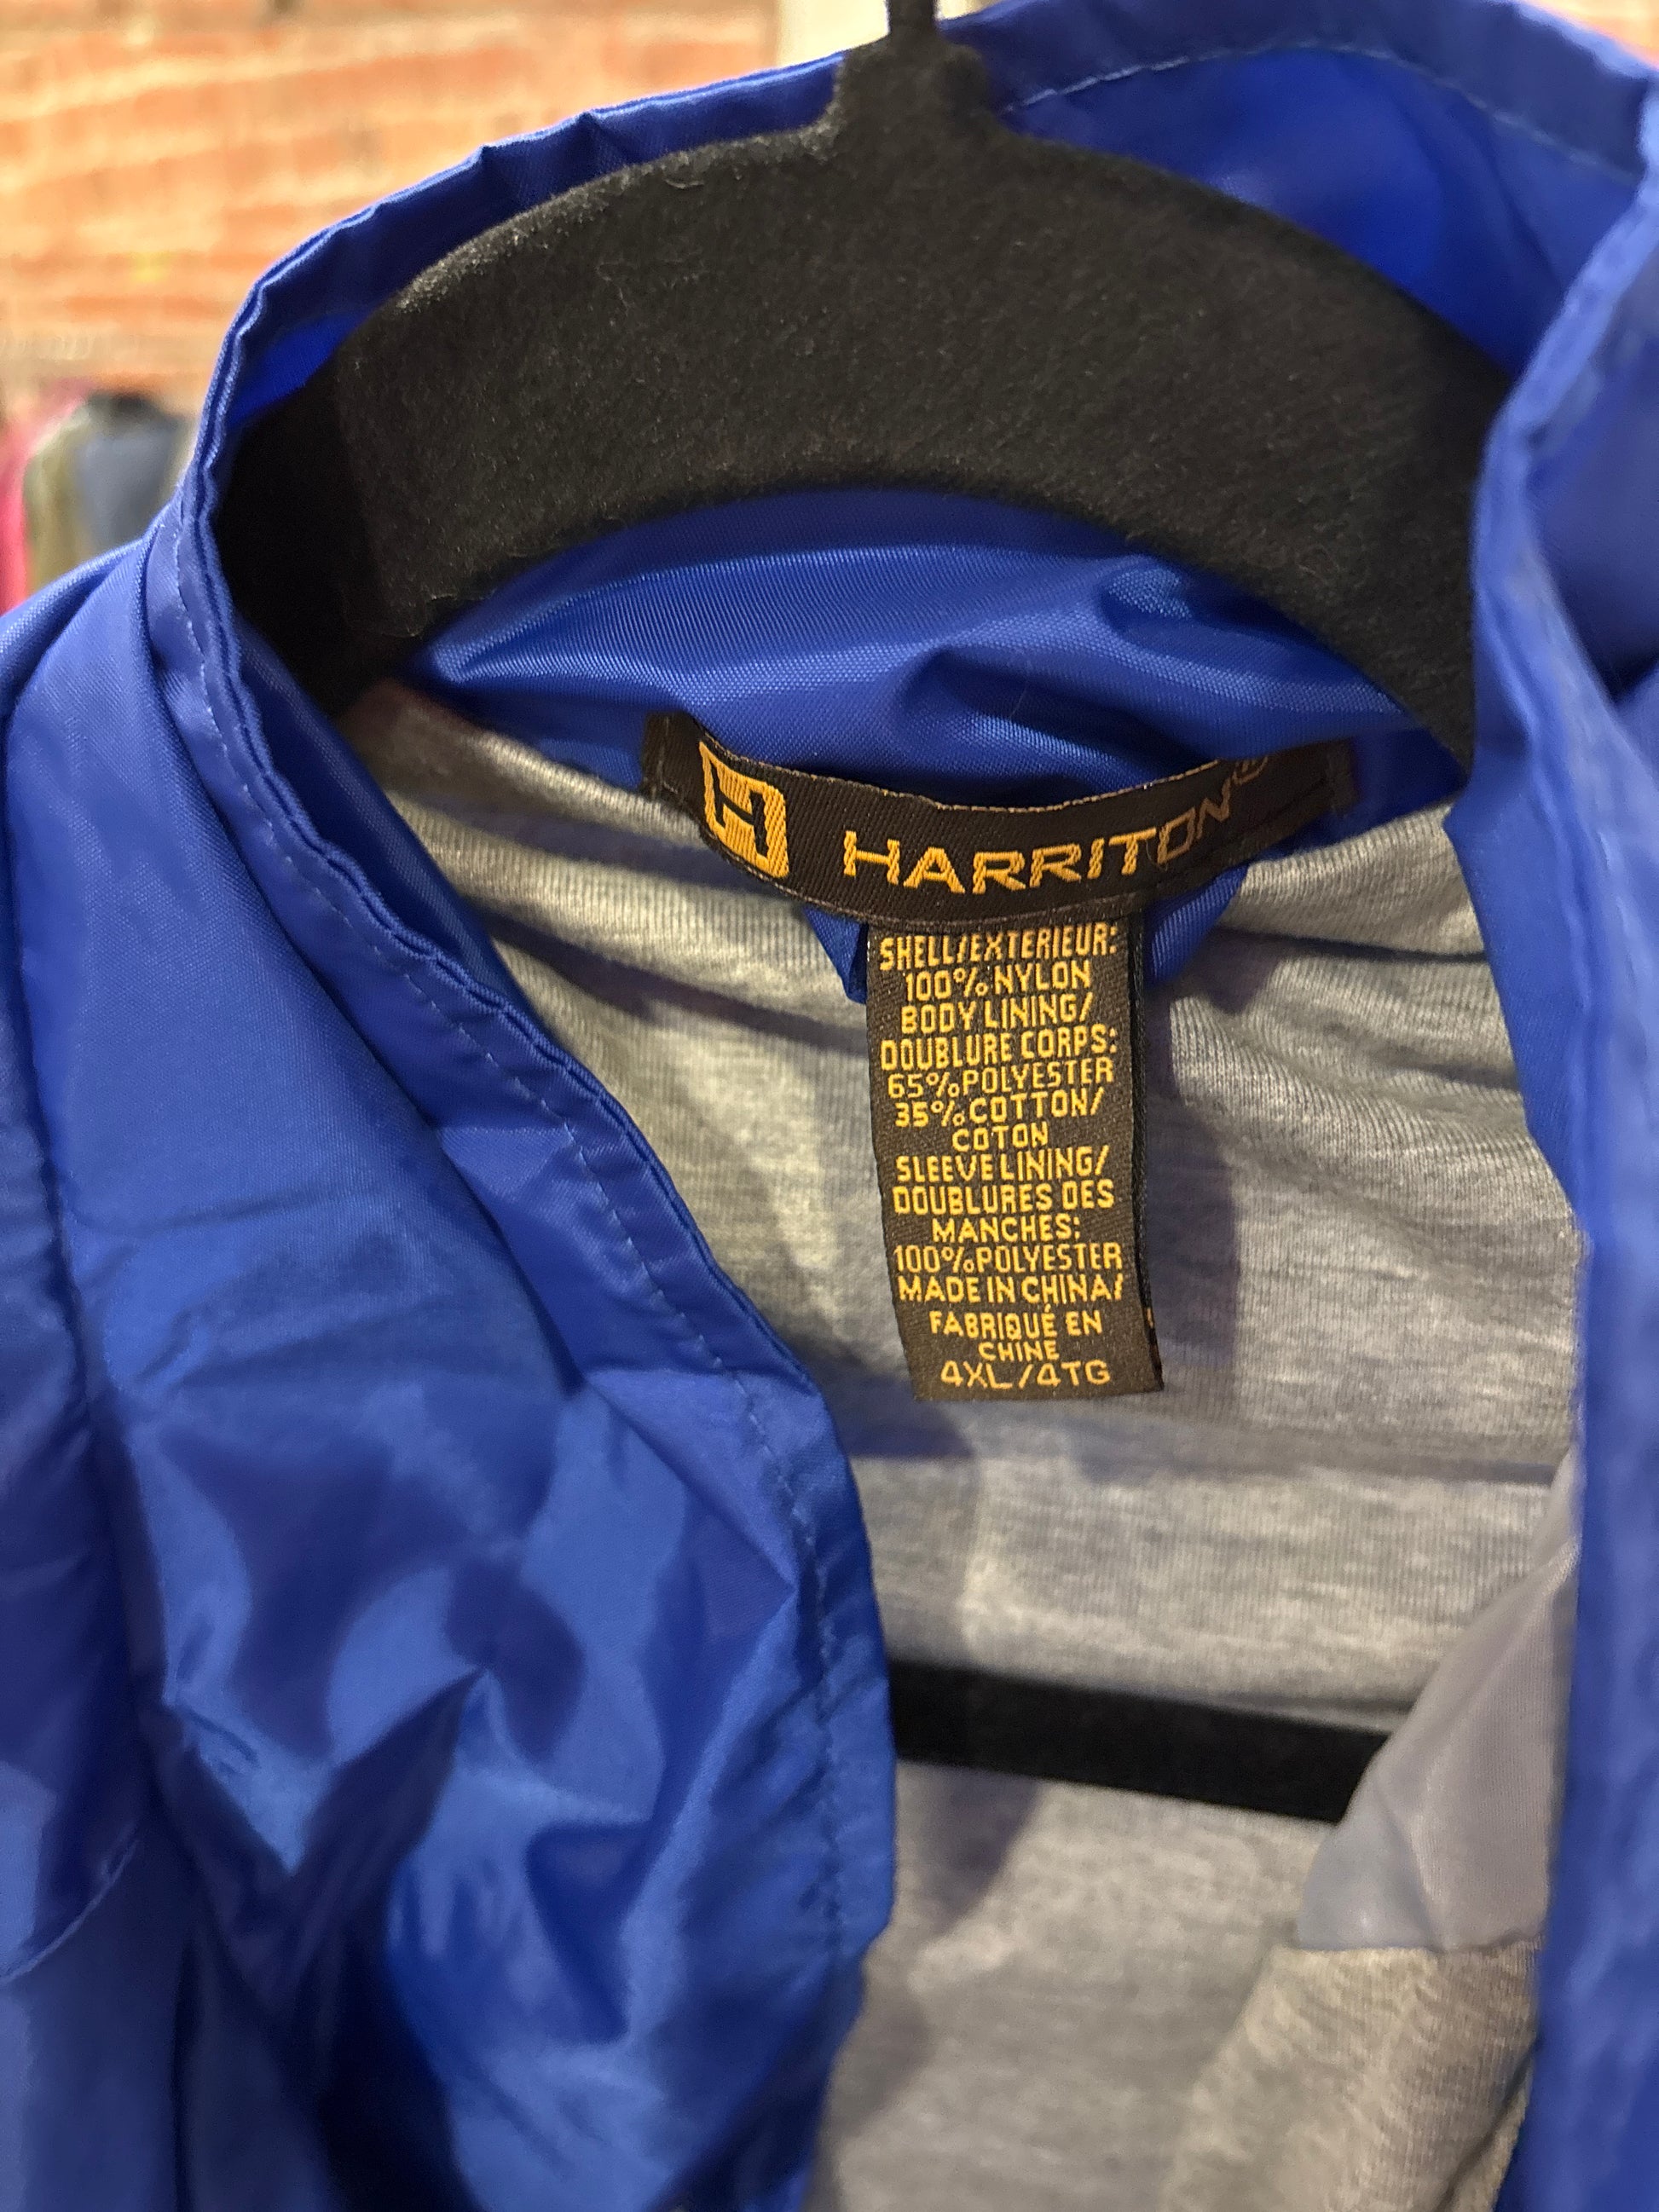 H HARRITON®
SHELL/EXTERIEUR:
100% NYLON
BODY LINING/
DOUBLURE CORPS:
65% POLYESTER
35% COTTON/
COTON
SLEEVE LINING/
DOUBLURES DES
MANCHES:
100% POLYESTER
MADE IN CHINA/
FABRIQUÉ EN
CHINE
4XL/4TG